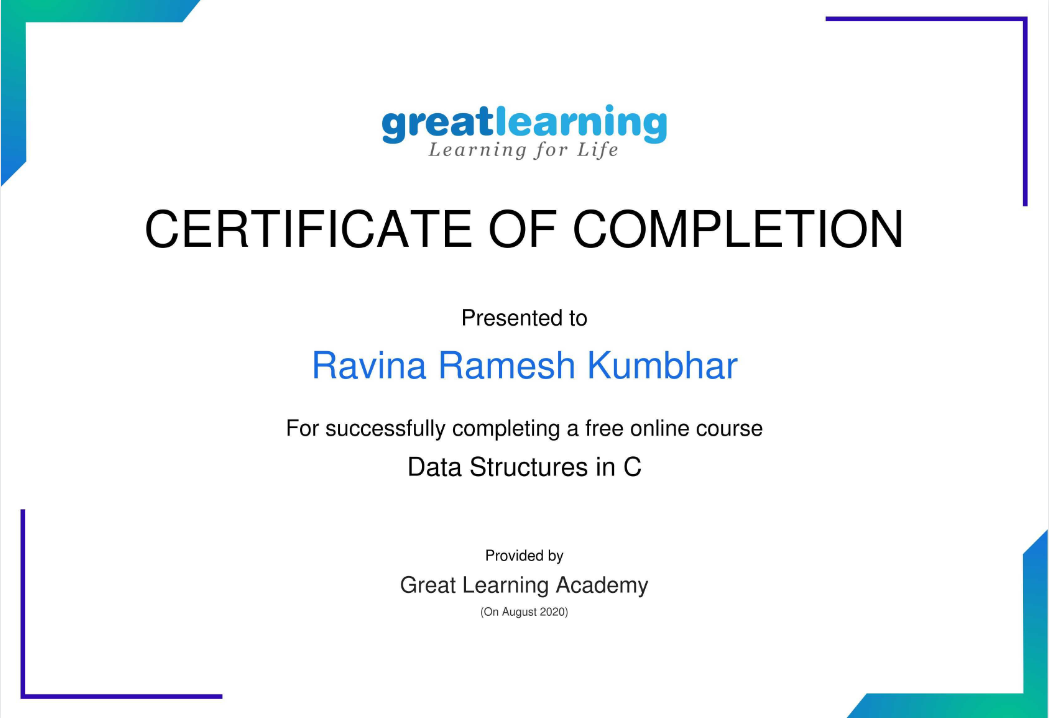 greatlearning
Learning for Life
CERTIFICATE OF COMPLETION
Presented to
Ravina Ramesh Kumbhar
For successfully completing a free online course
Data Structures in C
Provided by
Great Learning Academy
(On August 2020)